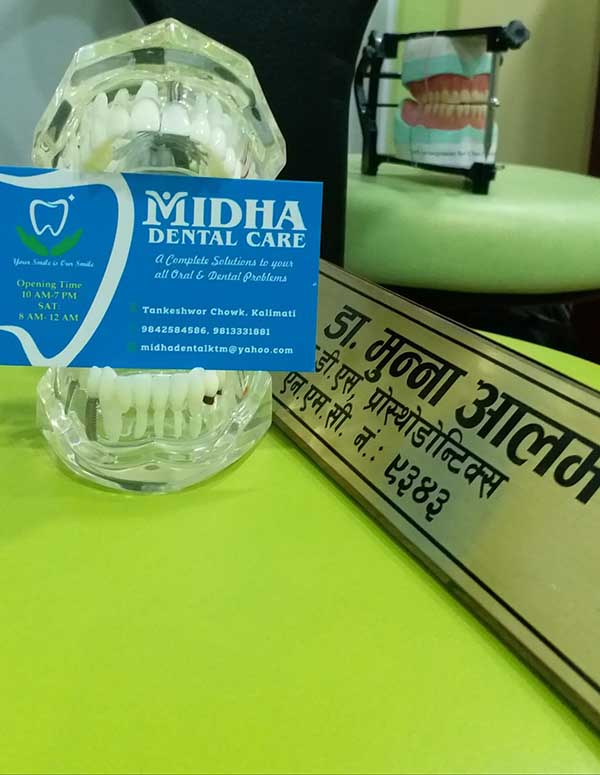 MIDHA
DENTAL CARE
A Complete Solutions to your
all Oral & Dental Problems
Your Smile is Our Smile
Opening Time
10 AM-7 PM
SAT:
8 AM- 12 AM
Tankeshwor Chowk, Kalimati
9842584586, 9813331881
midhadentalktm@yahoo.com
डा. मुन्ना आलम
डी.एस, प्रोस्थोडोन्टिक्स
एन.एम.सी. नं.: ९३४३